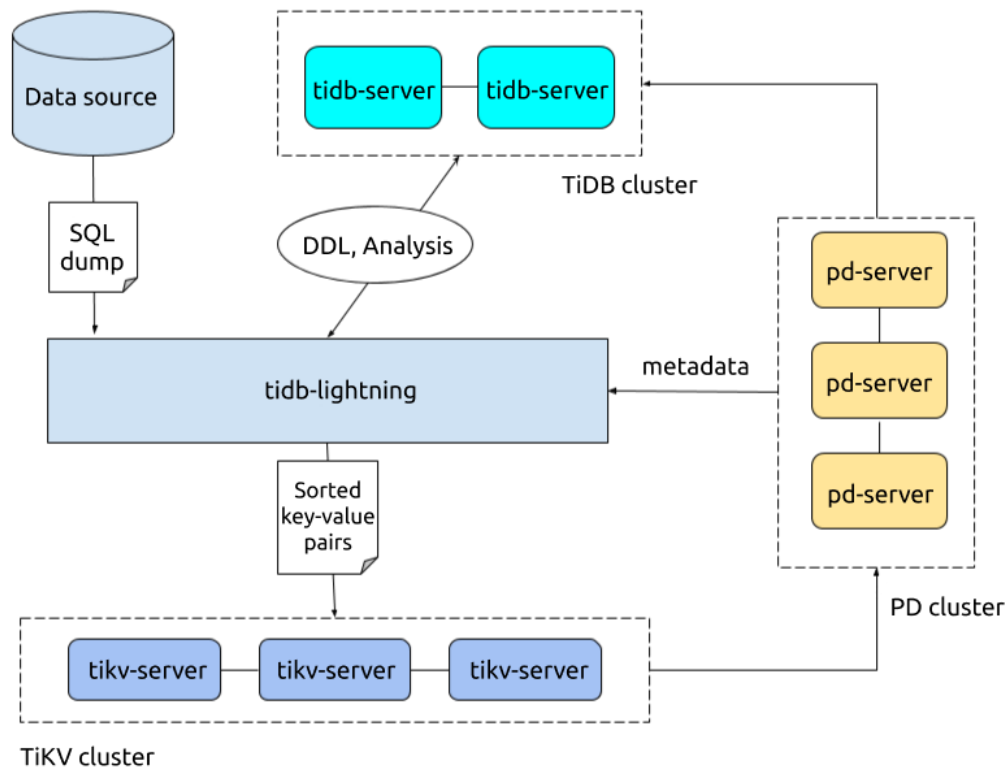 Data source
tidb-server
tidb-server
TiDB cluster
SQL
dump
DDL, Analysis
pd-server
pd-server
pd-server
metadata
tidb-lightning
Sorted
key-value
pairs
PD cluster
tikv-server
tikv-server
tikv-server
TiKV cluster